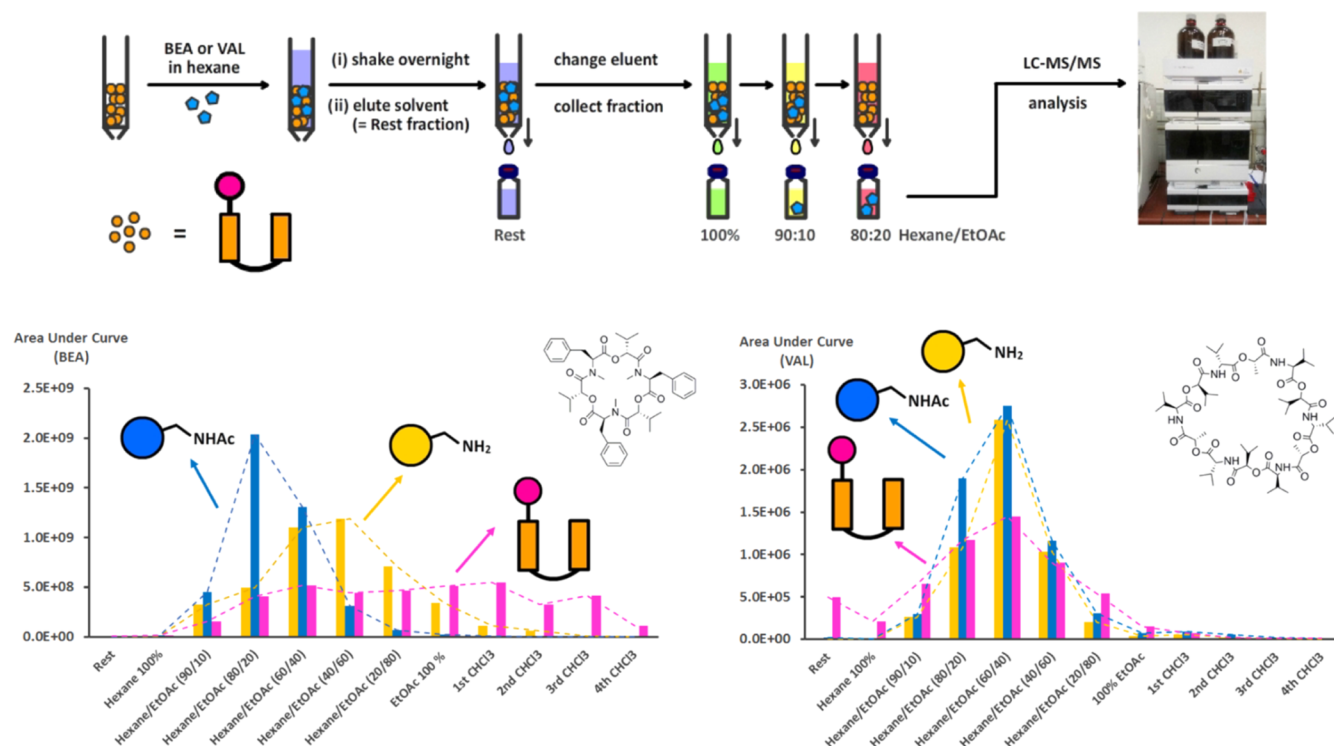 BEA or VAL
in hexane
(i) shake overnight
(ii) elute solvent
(= Rest fraction)
change eluent
collect fraction
LC-MS/MS
analysis
=
Rest
100%
90:10
80:20
Hexane/EtOAc
Area Under Curve
(BEA)
2.5E+09
2.0E+09
1.5E+09
1.0E+09
5.0E+08
0.0E+00
NHAc
NH2
Rest
Hexane 100%
Hexane/EtOAc (90/10)
Hexane/EtOAc (80/20)
Hexane/EtOAc (60/40)
Hexane/EtOAc (40/60)
Hexane/EtOAc (20/80)
EtOAc 100 %
1st CHCl3
2nd CHCl3
3rd CHCl3
4th CHCl3
Area Under Curve
(VAL)
3.0E+06
2.5E+06
2.0E+06
1.5E+06
1.0E+06
5.0E+05
0.0E+00
NH2
NHAc
Rest
Hexane 100%
Hexane/EtOAc (90/10)
Hexane/EtOAc (80/20)
Hexane/EtOAc (60/40)
Hexane/EtOAc (40/60)
Hexane/EtOAc (20/80)
100% EtOAc
1st CHCl3
2nd CHCl3
3rd CHCl3
4th CHCl3